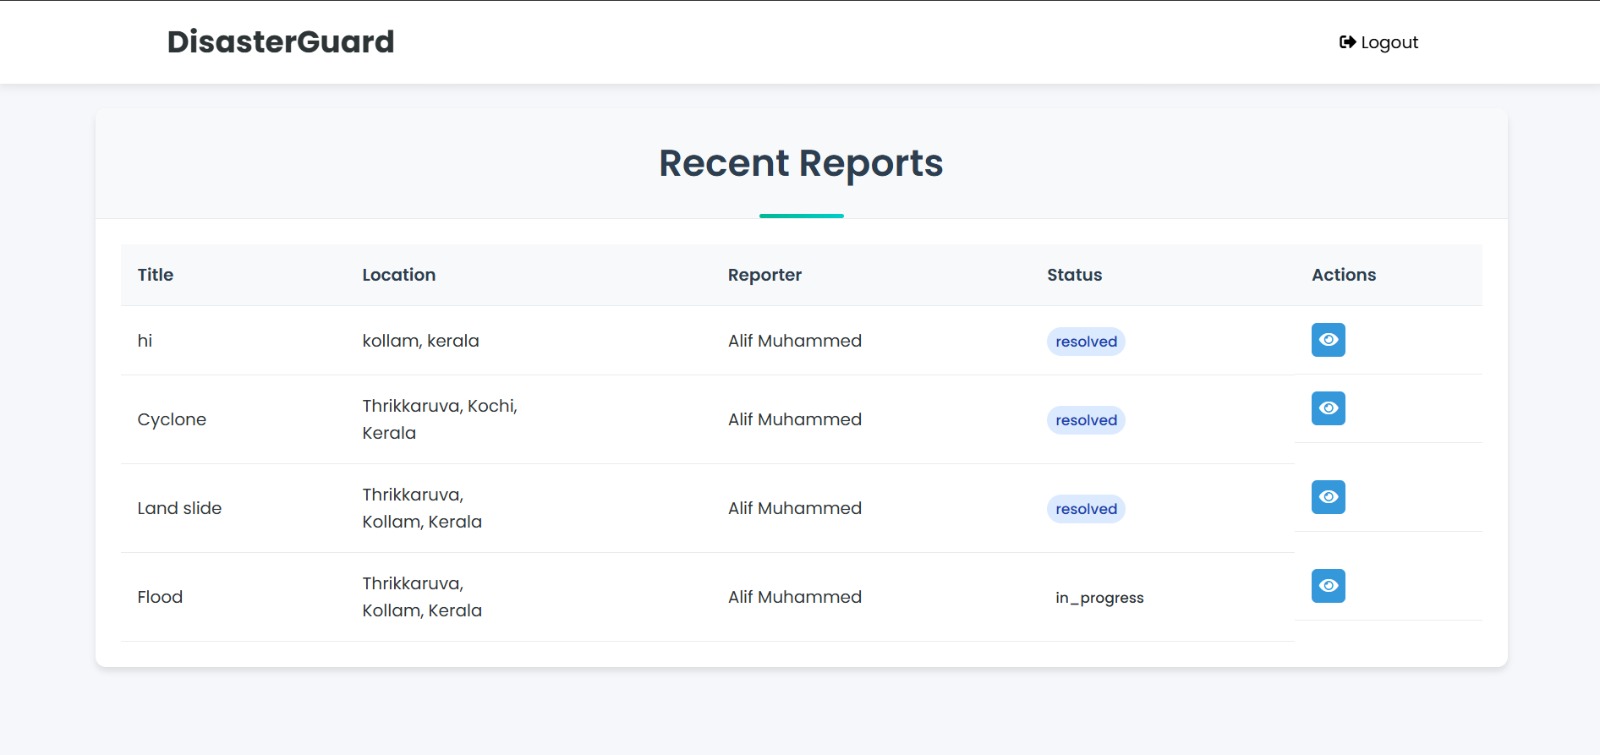 DisasterGuard
Logout
Recent Reports
Title Location Reporter Status Actions
hi kollam, kerala Alif Muhammed resolved
Cyclone Thrikkaruva, Kochi,
Kerala Alif Muhammed resolved
Land slide Thrikkaruva,
Kollam, Kerala Alif Muhammed resolved
Flood Thrikkaruva,
Kollam, Kerala Alif Muhammed in_progress